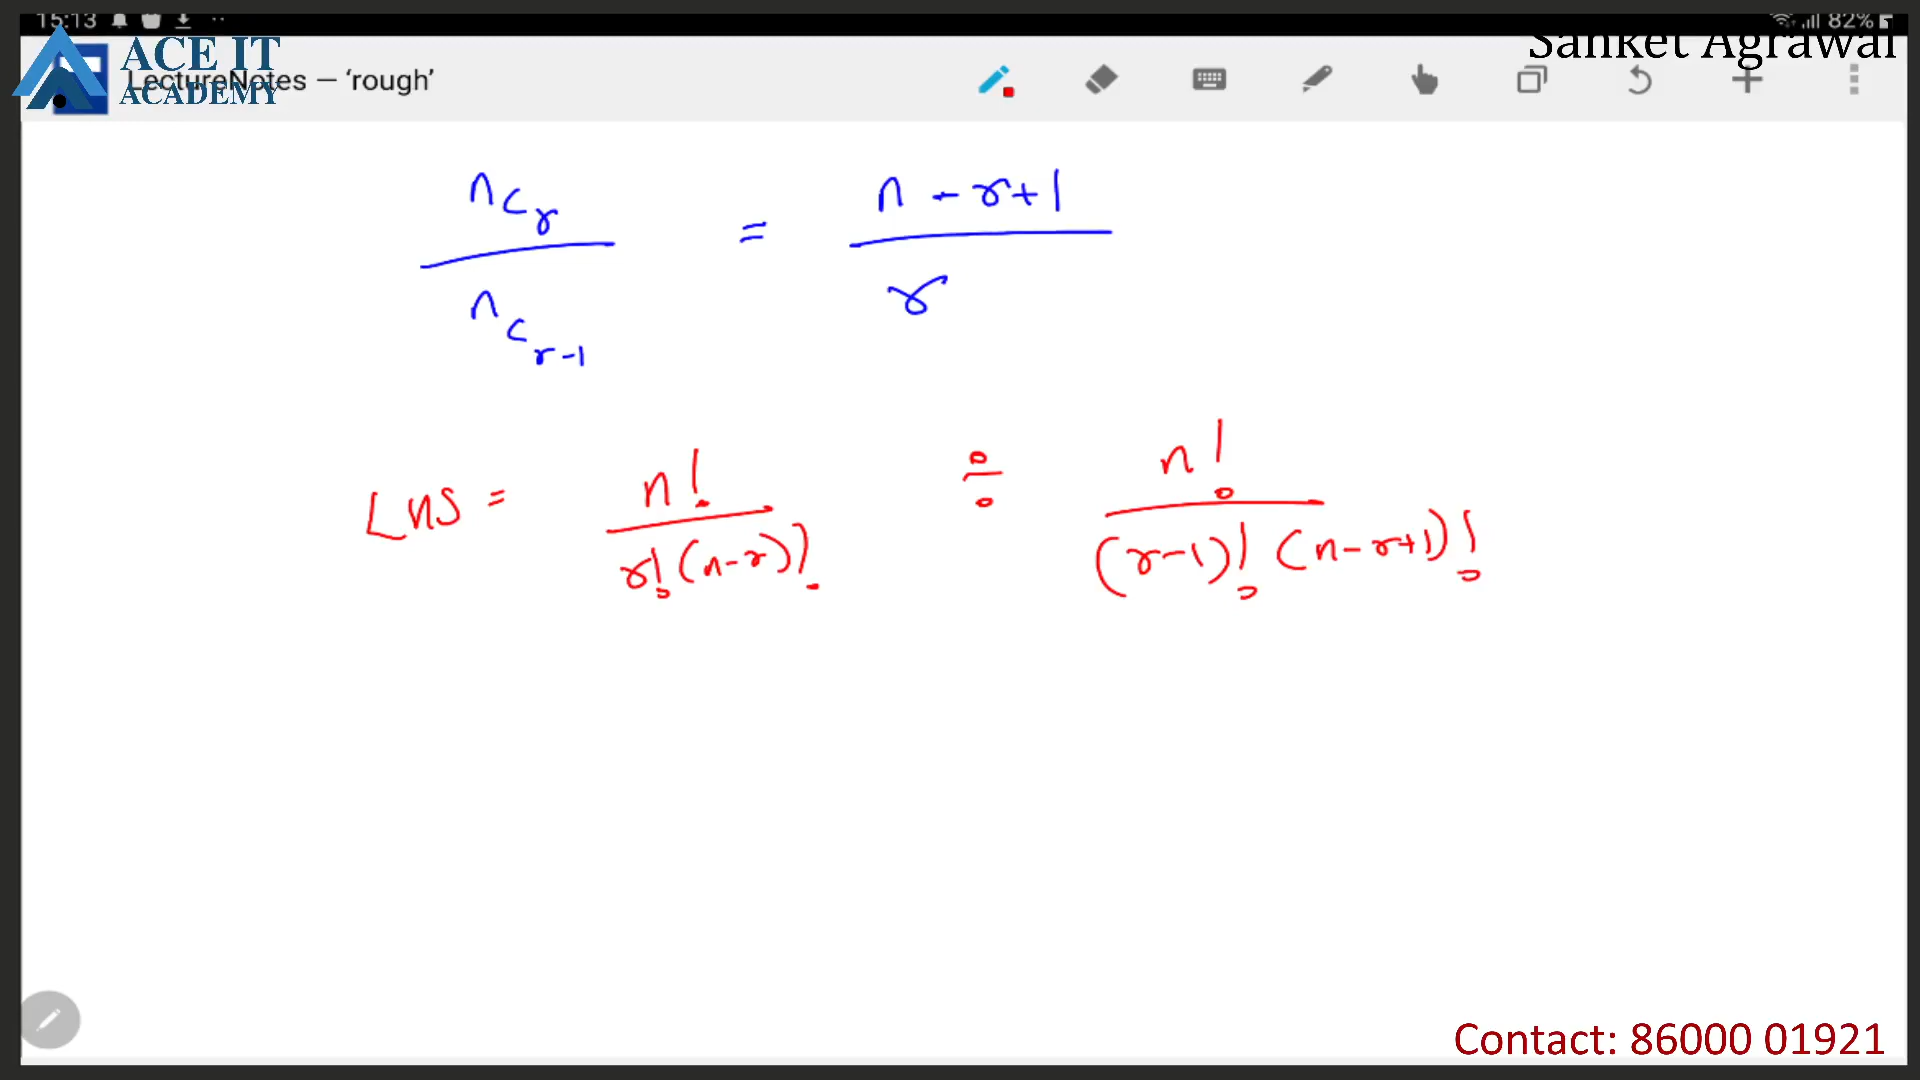 15:13 82%
ACE IT
ACADEMY
LectureNotes – ‘rough’
Sanket Agrawal
nCr / nCr-1 = n - r+1 / r
LHS = n! / r!(n-r)! ÷ n! / (r-1)! (n-r+1)!
Contact: 86000 01921